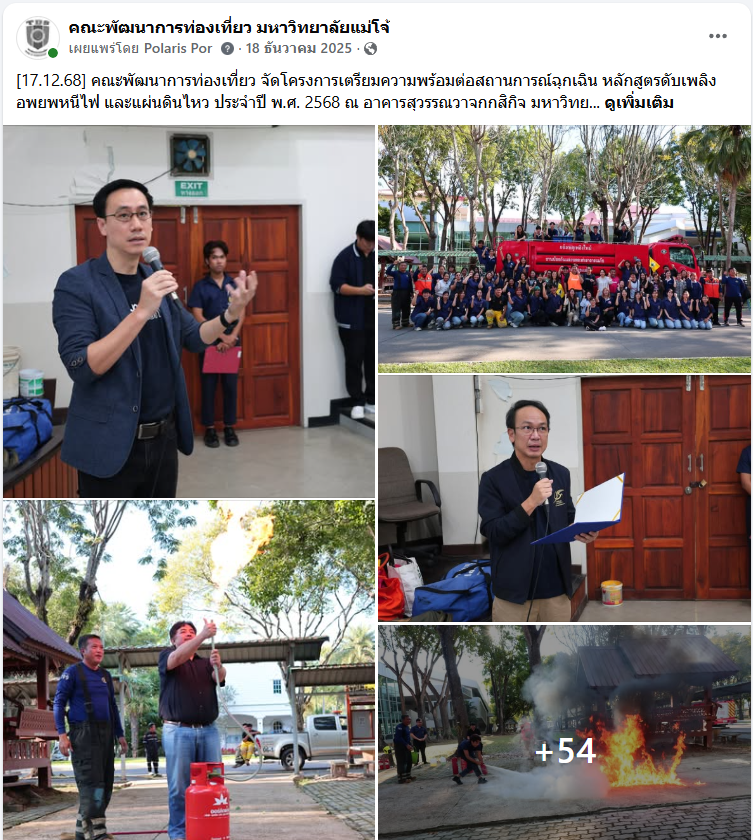 คณะพัฒนาการท่องเที่ยว มหาวิทยาลัยแม่โจ้
เผยแพร่โดย Polaris Por · 18 ธันวาคม 2025 ·
[17.12.68] คณะพัฒนาการท่องเที่ยว จัดโครงการเตรียมความพร้อมต่อสถานการณ์ฉุกเฉิน หลักสูตรดับเพลิง
อพยพหนีไฟ และแผ่นดินไหว ประจำปี พ.ศ. 2568 ณ อาคารสุวรรณวาจกกสิกิจ มหาวิทย... ดูเพิ่มเติม
EXIT
ทางออก
+54